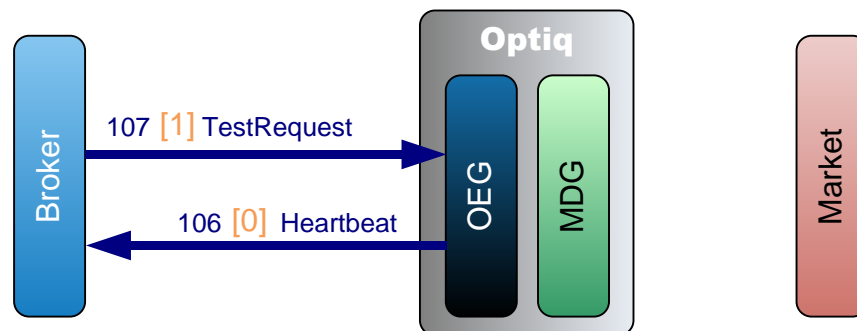 Optiq
Broker
107 [1] TestRequest
106 [0] Heartbeat
OEG
MDG
Market